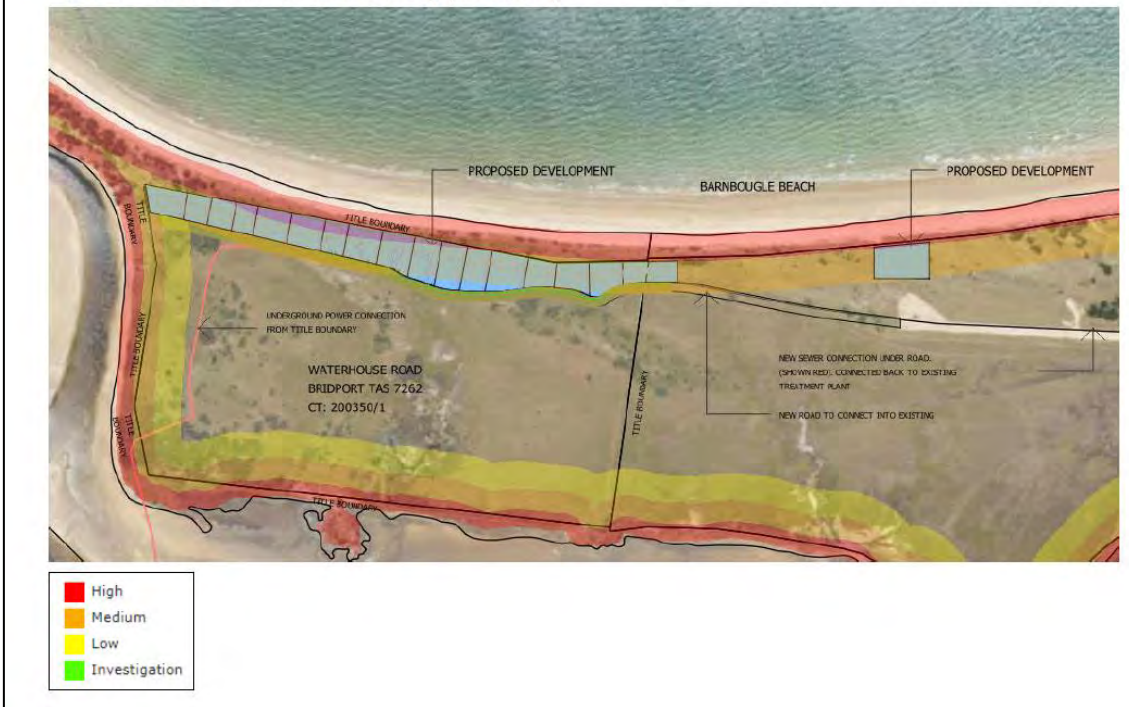 PROPOSED DEVELOPMENT
PROPOSED DEVELOPMENT
BARNBOUGLE BEACH
TITLE
BOUNDARY
TITLE BOUNDARY
UNDERGROUND POWER CONNECTION
FROM TITLE BOUNDARY
TITLE BOUNDARY
WATERHOUSE ROAD
BRIDPORT TAS 7262
CT: 200350/1
NEW SEWER CONNECTION UNDER ROAD.
(SHOWN RED). CONNECTED BACK TO EXISTING
TREATMENT PLANT
TITLE BOUNDARY
NEW ROAD TO CONNECT INTO EXISTING
TITLE
BOUNDARY
TITLE BOUNDARY
High
Medium
Low
Investigation